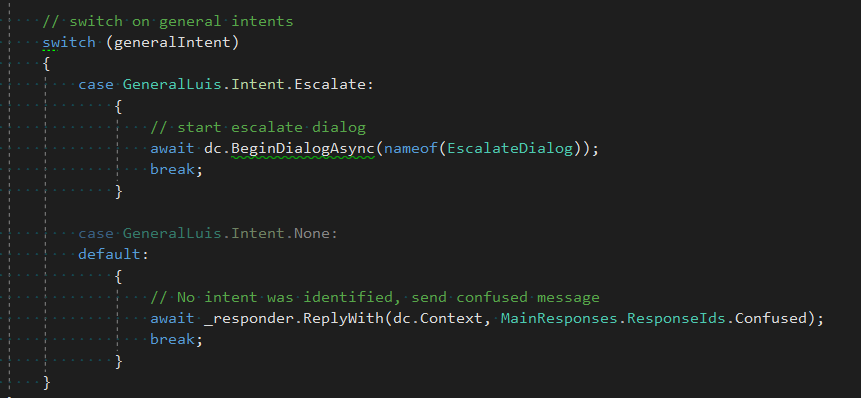 // switch on general intents
switch (generalIntent)
{
case GeneralLuis.Intent.Escalate:
{
// start escalate dialog
await dc.BeginDialogAsync(nameof(EscalateDialog));
break;
}
case GeneralLuis.Intent.None:
default:
{
// No intent was identified, send confused message
await _responder.ReplyWith(dc.Context, MainResponses.ResponseIds.Confused);
break;
}
}